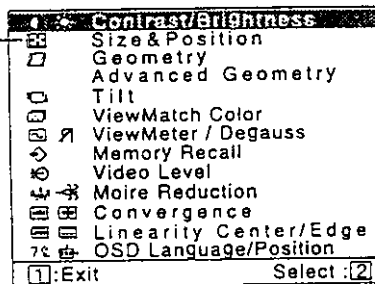 Contrast/Brightness
Size&Position
Geometry
Advanced Geometry
Tilt
ViewMatch Color
ViewMeter / Degauss
Memory Recall
Video Level
Moire Reduction
Convergence
Linearity Center/Edge
OSD Language/Position
[1]:Exit Select :[2]